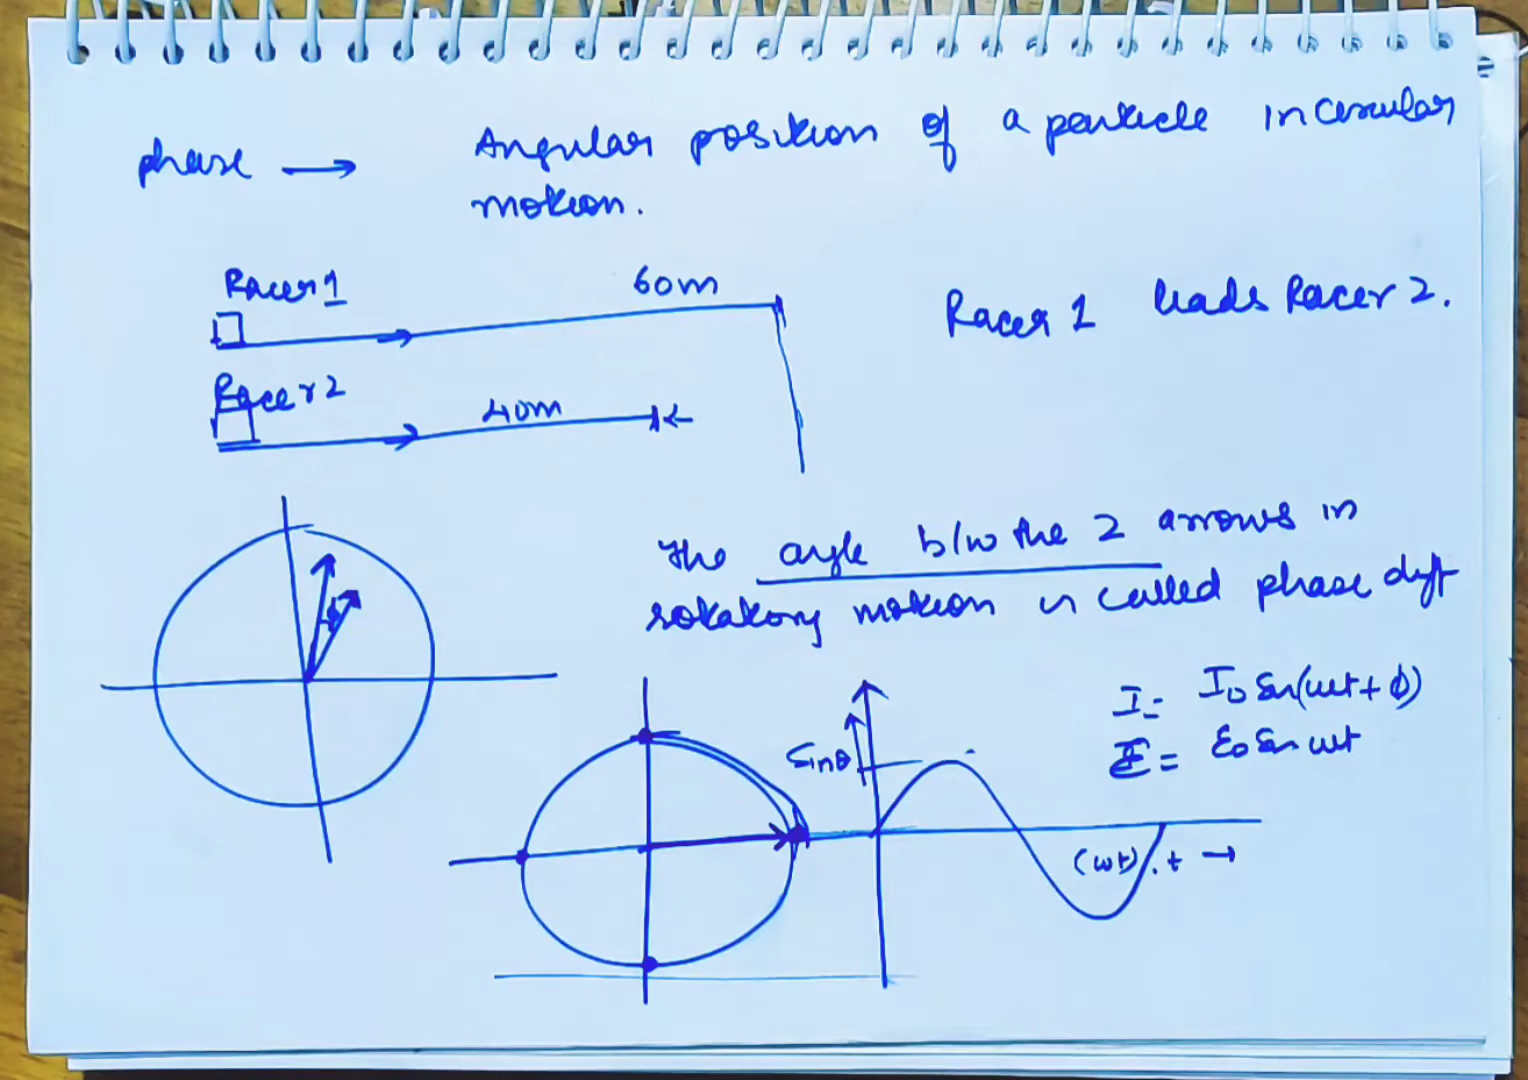 phase → Angular position of a particle in circular
motion.
Racer 1
60m
Racer 1 leads Racer 2.
Racer 2
40m
The angle b/w the 2 arrows in
rotatory motion is called phase diff
ϕ
I = I₀ Sin(ωt + ϕ)
E = ε₀ Sin ωt
Sinθ
(ωt) . t →